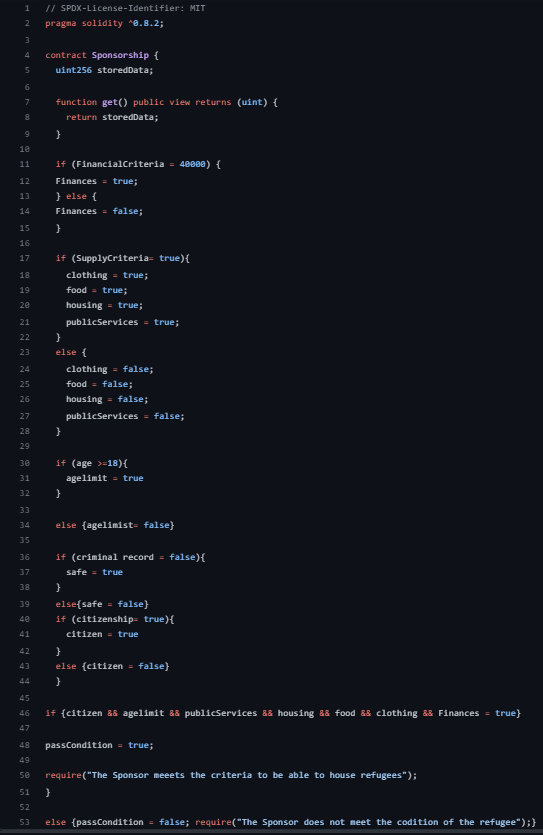 1 // SPDX-License-Identifier: MIT
2 pragma solidity ^0.8.2;
3
4 contract Sponsorship {
5 uint256 storedData;
6
7 function get() public view returns (uint) {
8 return storedData;
9 }
10
11 if (FinancialCriteria = 40000) {
12 Finances = true;
13 } else {
14 Finances = false;
15 }
16
17 if (SupplyCriteria= true){
18 clothing = true;
19 food = true;
20 housing = true;
21 publicServices = true;
22 }
23 else {
24 clothing = false;
25 food = false;
26 housing = false;
27 publicServices = false;
28 }
29
30 if (age >=18){
31 agelimit = true
32 }
33
34 else {agelimist= false}
35
36 if (criminal record = false){
37 safe = true
38 }
39 else{safe = false}
40 if (citizenship= true){
41 citizen = true
42 }
43 else {citizen = false}
44 }
45
46 if {citizen && agelimit && publicServices && housing && food && clothing && Finances = true}
47
48 passCondition = true;
49
50 require("The Sponsor meeets the criteria to be able to house refugees");
51 }
52
53 else {passCondition = false; require("The Sponsor does not meet the codition of the refugee");}